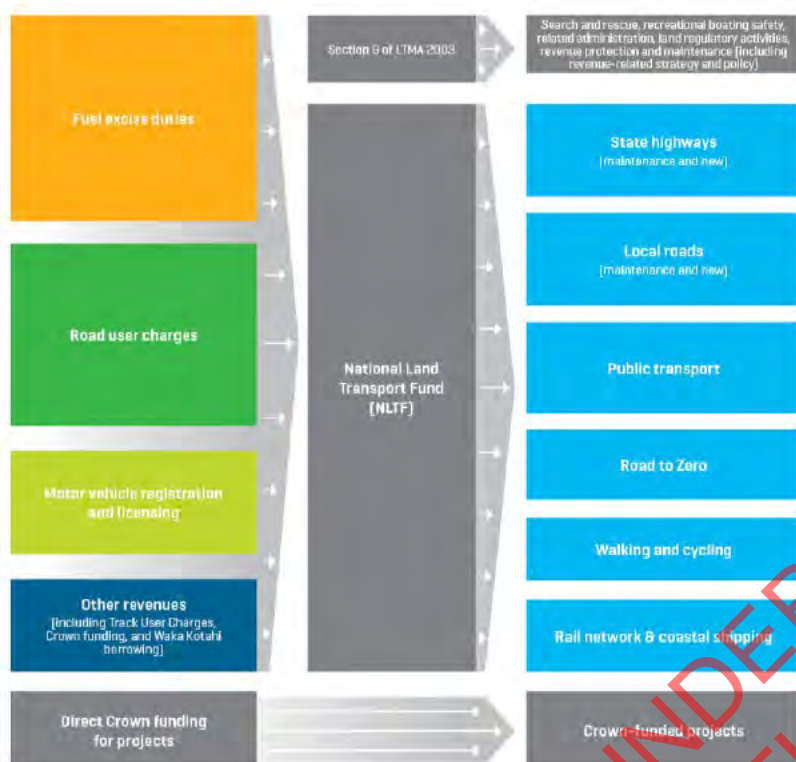 Fuel excise duties
Road user charges
Motor vehicle registration
and licensing
Other revenues
[including Track User Charges,
Crown funding, and Waka Kotahi
borrowing]
Direct Crown funding
for projects
Section 9 of LTMA 2003
National Land
Transport Fund
[NLTF]
Search and rescue, recreational boating safety,
related administration, land regulatory activities,
revenue protection and maintenance [including
revenue-related strategy and policy]
State highways
[maintenance and new]
Local roads
[maintenance and new]
Public transport
Road to Zero
Walking and cycling
Rail network & coastal shipping
Crown-funded projects
UNDER